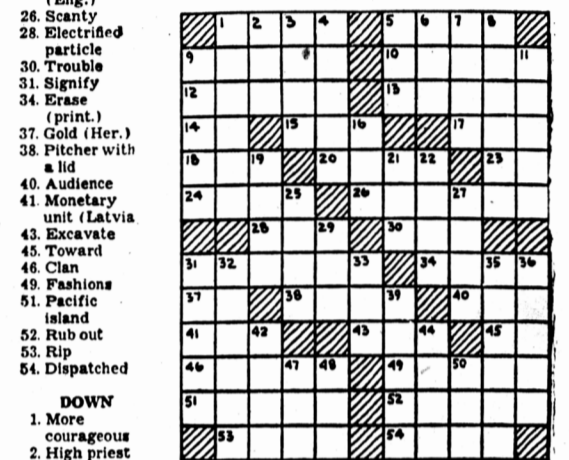 (Eng.)
26. Scanty
28. Electrified
particle
30. Trouble
31. Signify
34. Erase
(print.)
37. Gold (Her.)
38. Pitcher with
a lid
40. Audience
41. Monetary
unit (Latvia
43. Excavate
45. Toward
46. Clan
49. Fashions
51. Pacific
island
52. Rub out
53. Rip
54. Dispatched
DOWN
1. More
courageous
2. High priest
1 2 3 4 5 6 7 8
9 10 11
12 13
14 15 16 17
18 19 20 21 22 23
24 25 26 27
28 29 30
31 32 33 34 35 36
37 38 39 40
41 42 43 44 45
46 47 48 49 50
51 52
53 54